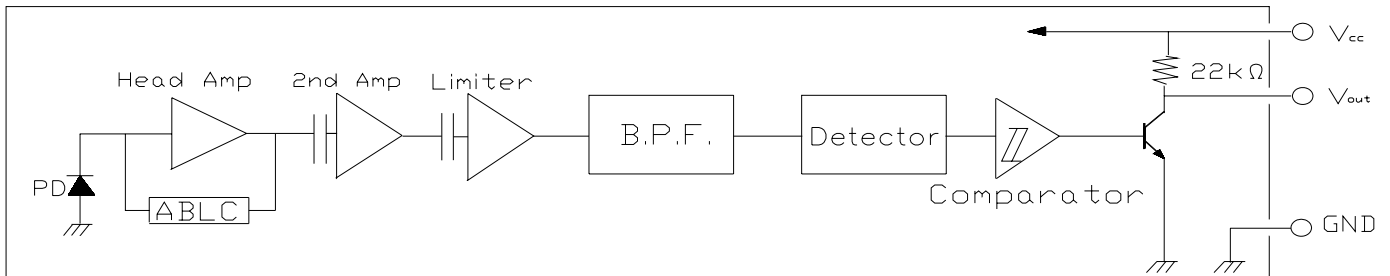 Vcc
Head Amp
2nd Amp
Limiter
22kΩ
Vout
B.P.F.
Detector
PD
ABLC
Comparator
GND